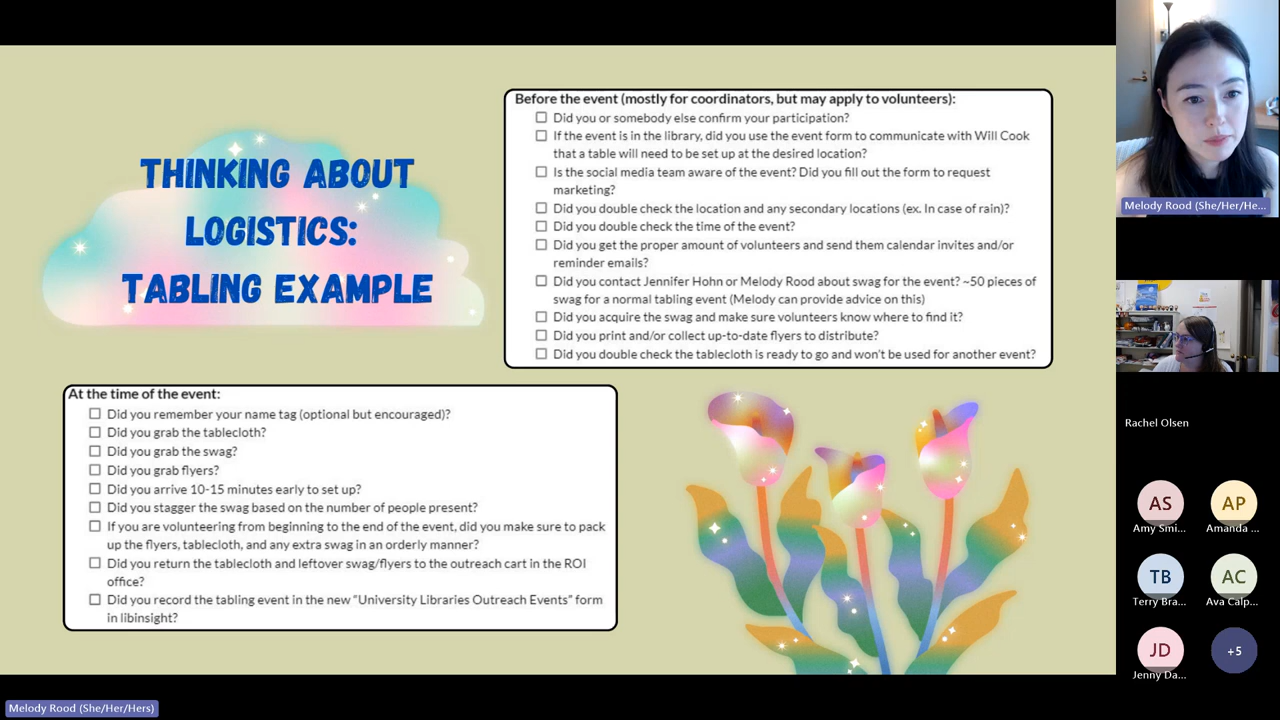 THINKING ABOUT
LOGISTICS:
TABLING EXAMPLE
Before the event (mostly for coordinators, but may apply to volunteers):
Did you or somebody else confirm your participation?
If the event is in the library, did you use the event form to communicate with Will Cook
that a table will need to be set up at the desired location?
Is the social media team aware of the event? Did you fill out the form to request
marketing?
Did you double check the location and any secondary locations (ex. In case of rain)?
Did you double check the time of the event?
Did you get the proper amount of volunteers and send them calendar invites and/or
reminder emails?
Did you contact Jennifer Hohn or Melody Rood about swag for the event? ~50 pieces of
swag for a normal tabling event (Melody can provide advice on this)
Did you acquire the swag and make sure volunteers know where to find it?
Did you print and/or collect up-to-date flyers to distribute?
Did you double check the tablecloth is ready to go and won't be used for another event?
At the time of the event:
Did you remember your name tag (optional but encouraged)?
Did you grab the tablecloth?
Did you grab the swag?
Did you grab flyers?
Did you arrive 10-15 minutes early to set up?
Did you stagger the swag based on the number of people present?
If you are volunteering from beginning to the end of the event, did you make sure to pack
up the flyers, tablecloth, and any extra swag in an orderly manner?
Did you return the tablecloth and leftover swag/flyers to the outreach cart in the ROI
office?
Did you record the tabling event in the new "University Libraries Outreach Events" form
in libinsight?
Melody Rood (She/Her/Hers)
Melody Rood (She/Her/He...
Rachel Olsen
AS
Amy Smi...
AP
Amanda ...
TB
Terry Bra...
AC
Ava Calp...
JD
Jenny Da...
+5